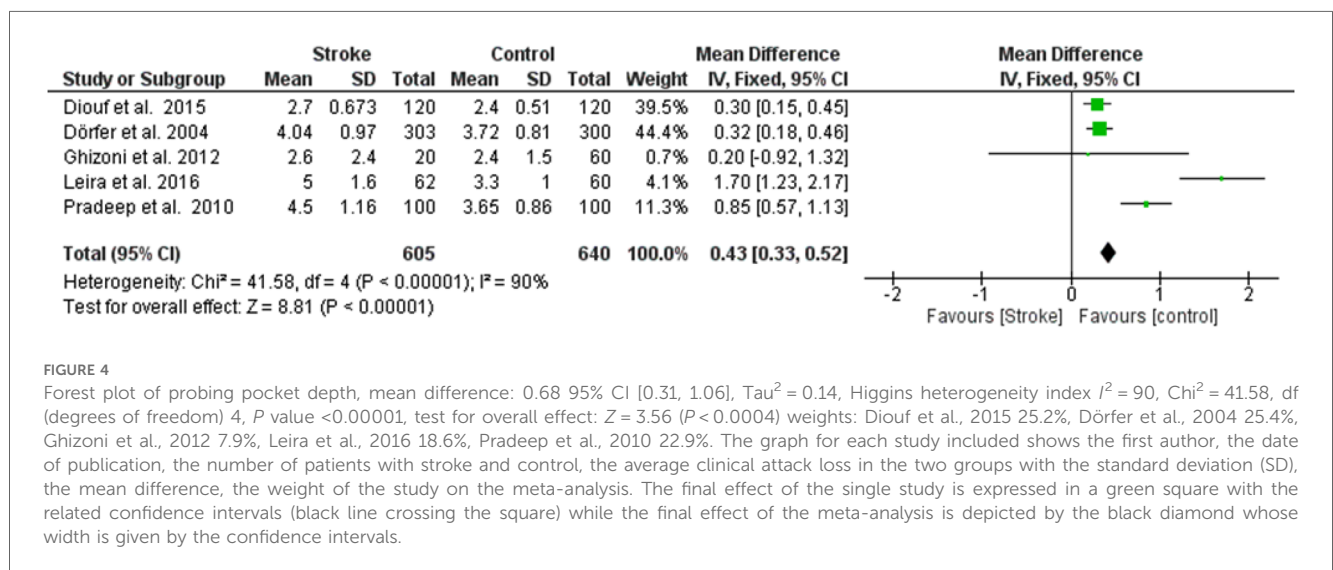 Stroke Control Mean Difference Mean Difference
Study or Subgroup Mean SD Total Mean SD Total Weight IV, Fixed, 95% CI IV, Fixed, 95% CI
Diouf et al. 2015 2.7 0.673 120 2.4 0.51 120 39.5% 0.30 [0.15, 0.45]
Dörfer et al. 2004 4.04 0.97 303 3.72 0.81 300 44.4% 0.32 [0.18, 0.46]
Ghizoni et al. 2012 2.6 2.4 20 2.4 1.5 60 0.7% 0.20 [-0.92, 1.32]
Leira et al. 2016 5 1.6 62 3.3 1 60 4.1% 1.70 [1.23, 2.17]
Pradeep et al. 2010 4.5 1.16 100 3.65 0.86 100 11.3% 0.85 [0.57, 1.13]
Total (95% CI) 605 640 100.0% 0.43 [0.33, 0.52]
Heterogeneity: Chi² = 41.58, df = 4 (P < 0.00001); I² = 90%
Test for overall effect: Z = 8.81 (P < 0.00001)
-2 -1 0 1 2
Favours [Stroke] Favours [control]
FIGURE 4
Forest plot of probing pocket depth, mean difference: 0.68 95% CI [0.31, 1.06], Tau² = 0.14, Higgins heterogeneity index I² = 90, Chi² = 41.58, df
(degrees of freedom) 4, P value <0.00001, test for overall effect: Z = 3.56 (P < 0.0004) weights: Diouf et al., 2015 25.2%, Dörfer et al., 2004 25.4%,
Ghizoni et al., 2012 7.9%, Leira et al., 2016 18.6%, Pradeep et al., 2010 22.9%. The graph for each study included shows the first author, the date
of publication, the number of patients with stroke and control, the average clinical attack loss in the two groups with the standard deviation (SD),
the mean difference, the weight of the study on the meta-analysis. The final effect of the single study is expressed in a green square with the
related confidence intervals (black line crossing the square) while the final effect of the meta-analysis is depicted by the black diamond whose
width is given by the confidence intervals.